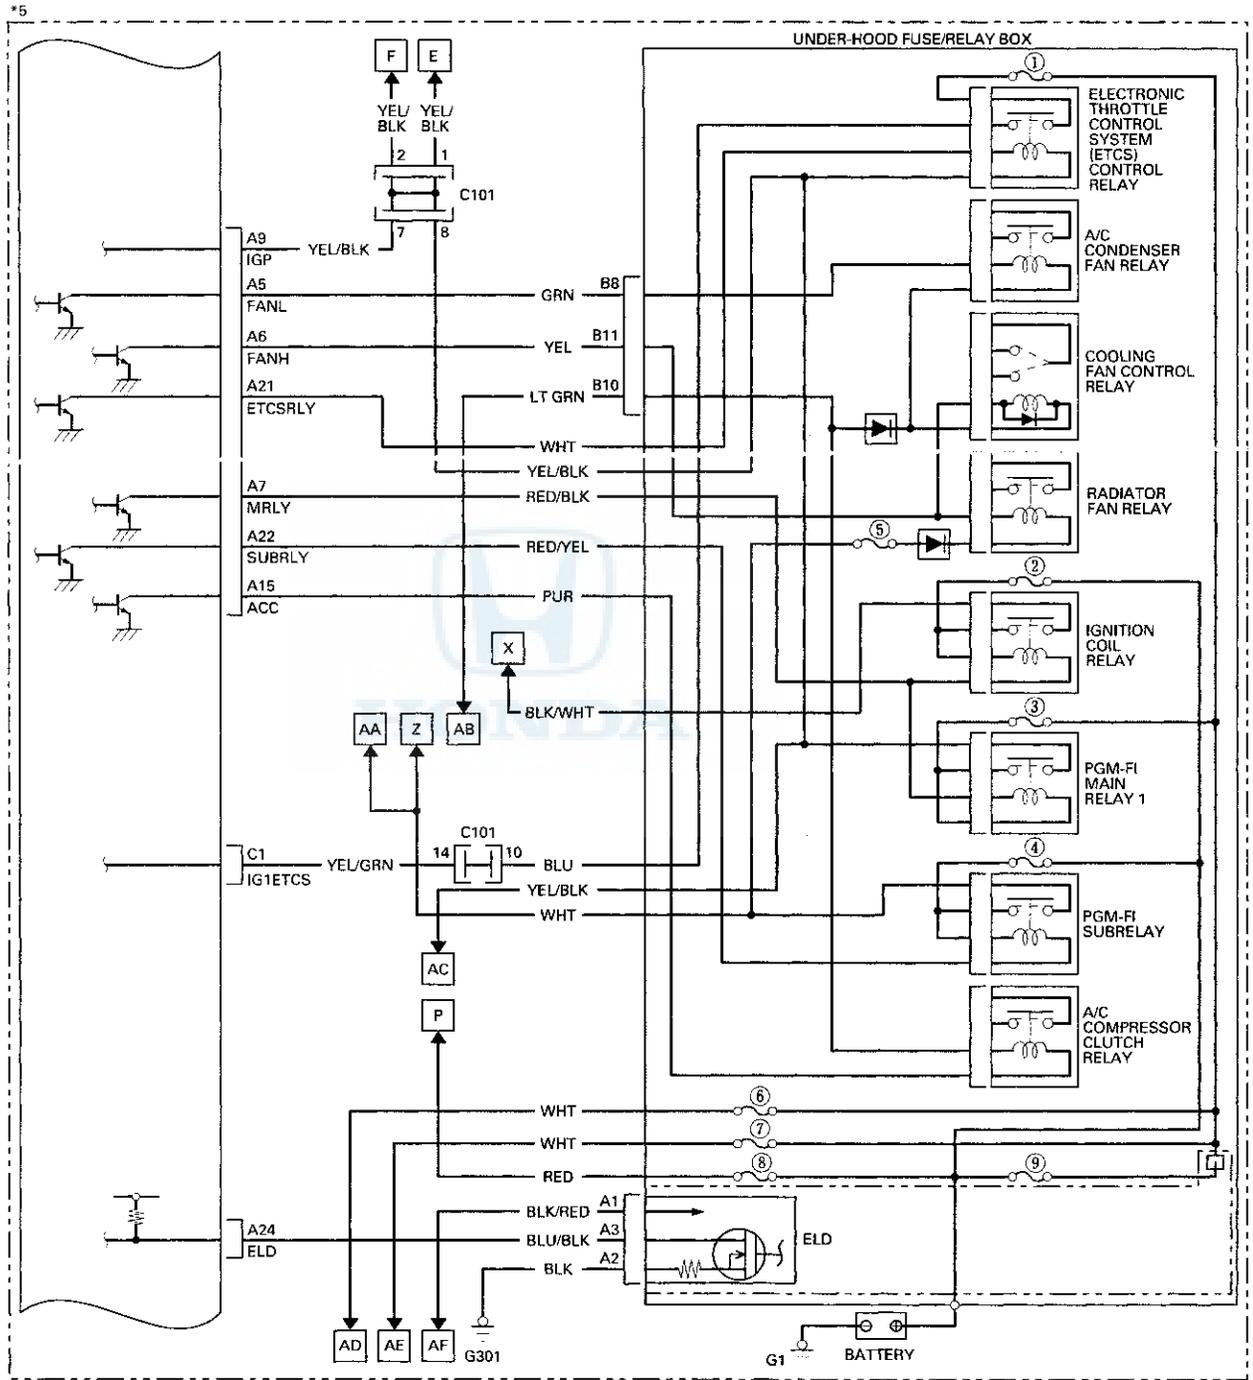 *5
UNDER-HOOD FUSE/RELAY BOX
F
E
①
YEL/
BLK
YEL/
BLK
2
1
C101
7
8
ELECTRONIC
THROTTLE
CONTROL
SYSTEM
(ETCS)
CONTROL
RELAY
A9
IGP
YEL/BLK
A/C
CONDENSER
FAN RELAY
A5
FANL
GRN
B8
A6
FANH
YEL
B11
COOLING
FAN CONTROL
RELAY
A21
ETCSRLY
LT GRN
B10
WHT
YEL/BLK
A7
MRLY
RED/BLK
RADIATOR
FAN RELAY
⑤
A22
SUBRLY
RED/YEL
②
A15
ACC
PUR
X
IGNITION
COIL
RELAY
BLK/WHT
③
AA
Z
AB
HONDA
PGM-FI
MAIN
RELAY 1
C101
④
C1
IG1ETCS
YEL/GRN
14
10
BLU
YEL/BLK
WHT
PGM-FI
SUBRELAY
AC
P
A/C
COMPRESSOR
CLUTCH
RELAY
WHT
⑥
WHT
⑦
RED
⑧
⑨
BLK/RED
A1
A24
ELD
BLU/BLK
A3
ELD
BLK
A2
AD
AE
AF
G301
G1
BATTERY